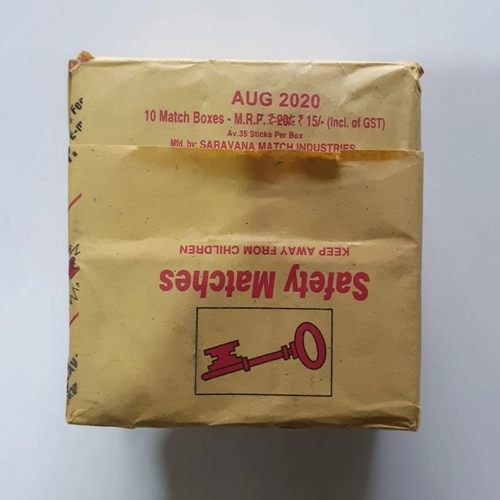 AUG 2020
10 Match Boxes - M.R.P. ₹ 20/- ₹ 15/- (Incl. of GST)
Av.35 Sticks Per Box
Mfd. by: SARAVANA MATCH INDUSTRIES
KEEP AWAY FROM CHILDREN
Safety Matches